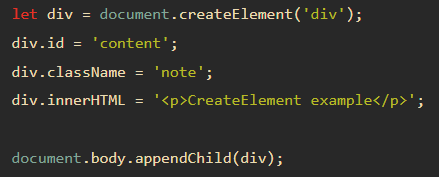 let div = document.createElement('div');
div.id = 'content';
div.className = 'note';
div.innerHTML = '<p>CreateElement example</p>';
document.body.appendChild(div);